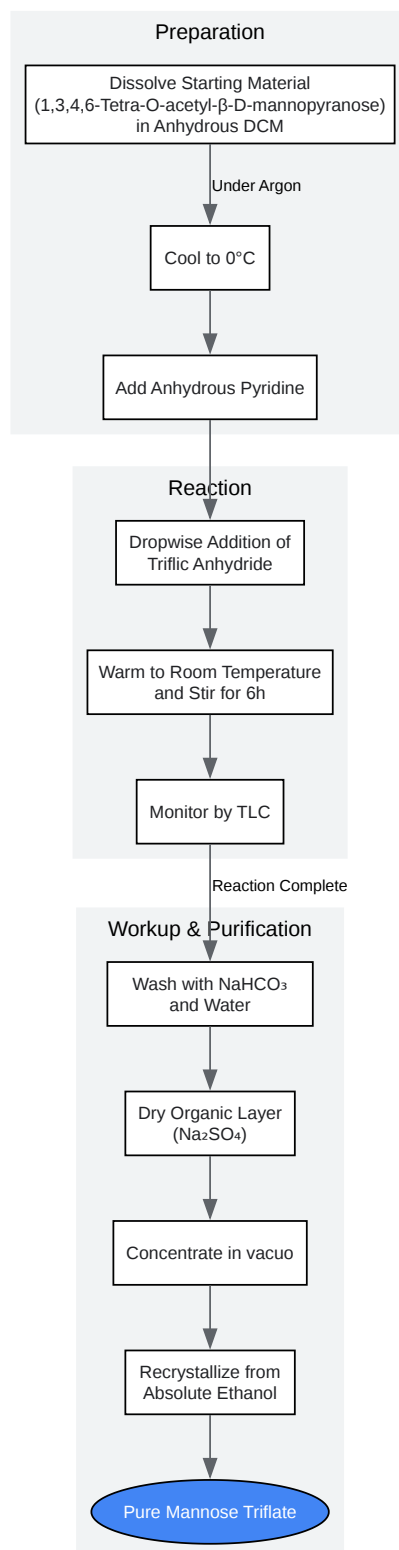 Preparation
Dissolve Starting Material
(1,3,4,6-Tetra-O-acetyl-β-D-mannopyranose)
in Anhydrous DCM
Under Argon
Cool to 0°C
Add Anhydrous Pyridine
Reaction
Dropwise Addition of
Triflic Anhydride
Warm to Room Temperature
and Stir for 6h
Monitor by TLC
Reaction Complete
Workup & Purification
Wash with NaHCO₃
and Water
Dry Organic Layer
(Na₂SO₄)
Concentrate in vacuo
Recrystallize from
Absolute Ethanol
Pure Mannose Triflate